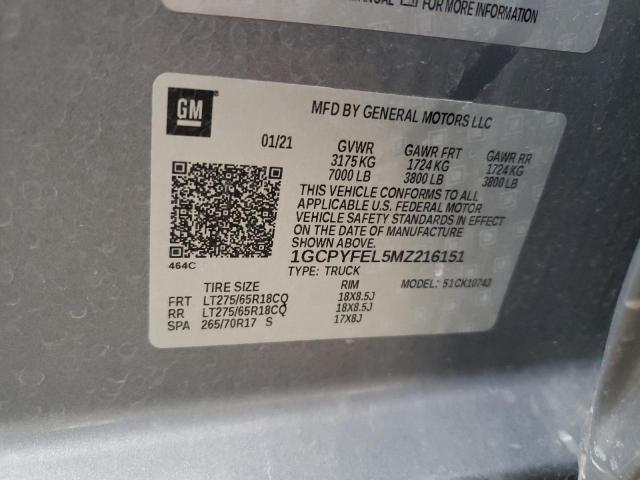 MANUAL FOR MORE INFORMATION
GM
MFD BY GENERAL MOTORS LLC
01/21 GVWR GAWR FRT GAWR RR
3175 KG 1724 KG 1724 KG
7000 LB 3800 LB 3800 LB
THIS VEHICLE CONFORMS TO ALL
APPLICABLE U.S. FEDERAL MOTOR
VEHICLE SAFETY STANDARDS IN EFFECT
ON THE DATE OF MANUFACTURE
SHOWN ABOVE.
1GCPYFEL5MZ216151
464C
TYPE: TRUCK MODEL: 51CK10743
TIRE SIZE RIM
FRT LT275/65R18CQ 18X8.5J
RR LT275/65R18CQ 18X8.5J
SPA 265/70R17 S 17X8J